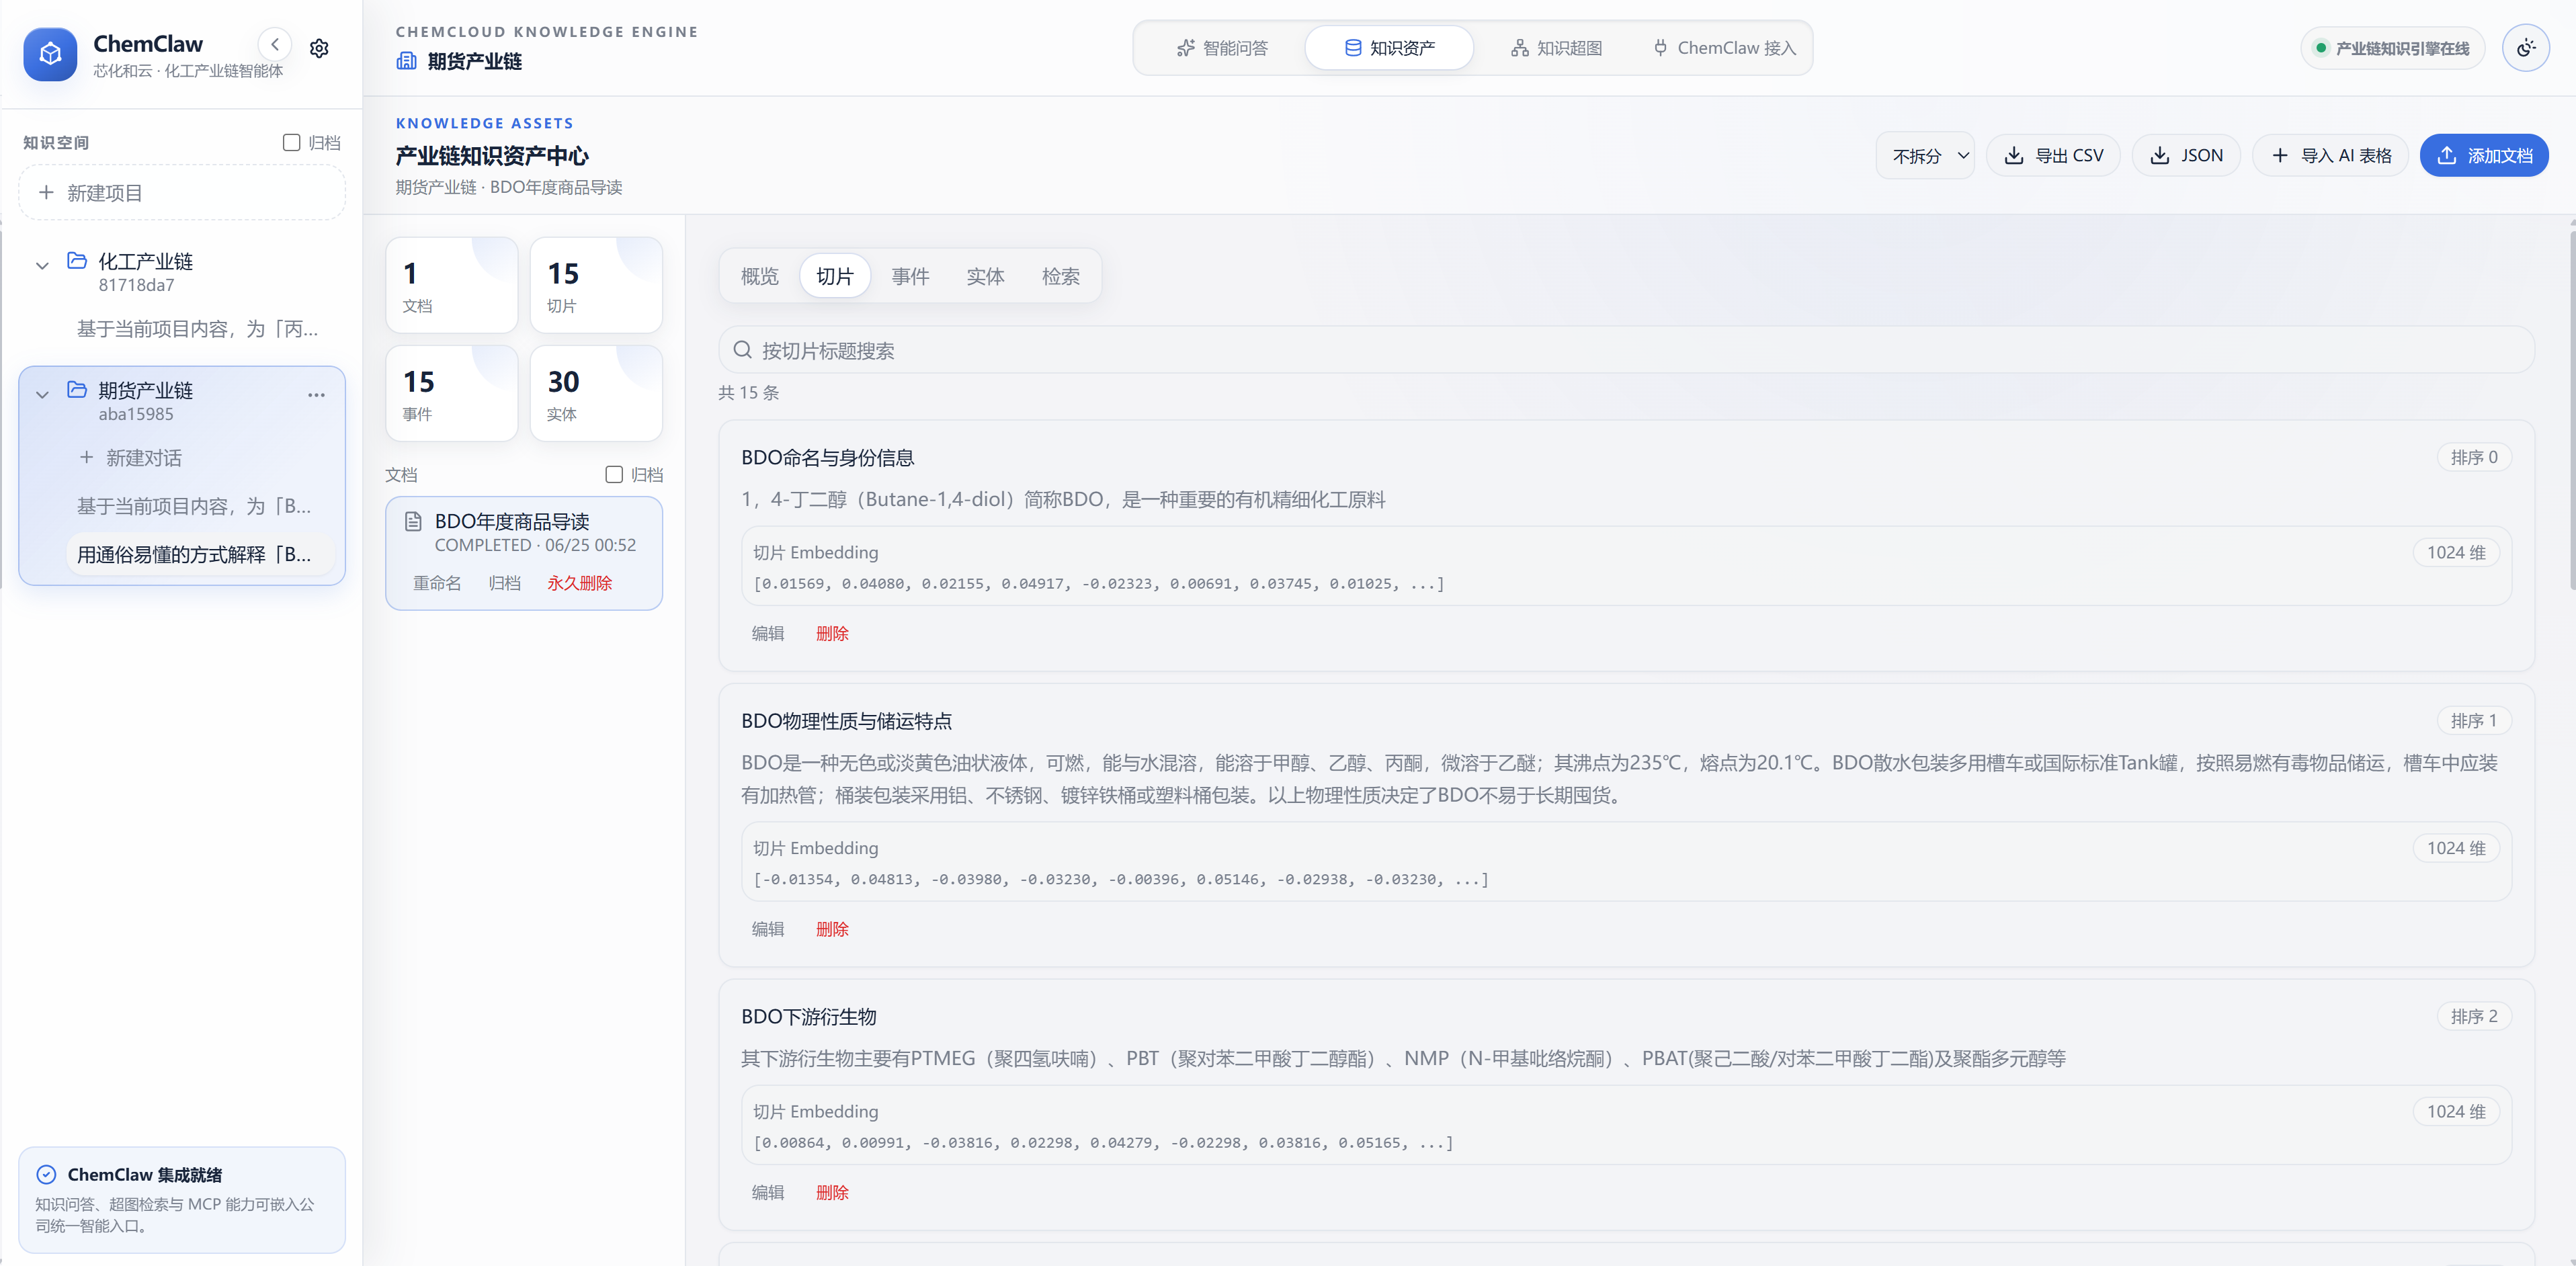 ChemClaw
芯化和云 · 化工产业链智能体
知识空间
归档
新建项目
化工产业链
81718da7
基于当前项目内容，为「丙...
期货产业链
aba15985
新建对话
基于当前项目内容，为「B...
用通俗易懂的方式解释「B...
ChemClaw 集成就绪
知识问答、超图检索与 MCP 能力可嵌入公
司统一智能入口。
CHEMCLOUD KNOWLEDGE ENGINE
期货产业链
智能问答
知识资产
知识超图
ChemClaw 接入
产业链知识引擎在线
KNOWLEDGE ASSETS
产业链知识资产中心
期货产业链 · BDO年度商品导读
不拆分
导出 CSV
JSON
导入 AI 表格
添加文档
1
文档
15
切片
15
事件
30
实体
文档
归档
BDO年度商品导读
COMPLETED · 06/25 00:52
重命名 归档 永久删除
概览 切片 事件 实体 检索
按切片标题搜索
共 15 条
BDO命名与身份信息
排序 0
1，4-丁二醇（Butane-1,4-diol）简称BDO，是一种重要的有机精细化工原料
切片 Embedding
1024 维
[0.01569, 0.04080, 0.02155, 0.04917, -0.02323, 0.00691, 0.03745, 0.01025, ...]
编辑 删除
BDO物理性质与储运特点
排序 1
BDO是一种无色或淡黄色油状液体，可燃，能与水混溶，能溶于甲醇、乙醇、丙酮，微溶于乙醚；其沸点为235℃，熔点为20.1℃。BDO散水包装多用槽车或国际标准Tank罐，按照易燃有毒物品储运，槽车中应装
有加热管；桶装包装采用铝、不锈钢、镀锌铁桶或塑料桶包装。以上物理性质决定了BDO不易于长期囤货。
切片 Embedding
1024 维
[-0.01354, 0.04813, -0.03980, -0.03230, -0.00396, 0.05146, -0.02938, -0.03230, ...]
编辑 删除
BDO下游衍生物
排序 2
其下游衍生物主要有PTMEG（聚四氢呋喃）、PBT（聚对苯二甲酸丁二醇酯）、NMP（N-甲基吡络烷酮）、PBAT(聚己二酸/对苯二甲酸丁二酯)及聚酯多元醇等
切片 Embedding
1024 维
[0.00864, 0.00991, -0.03816, 0.02298, 0.04279, -0.02298, 0.03816, 0.05165, ...]
编辑 删除